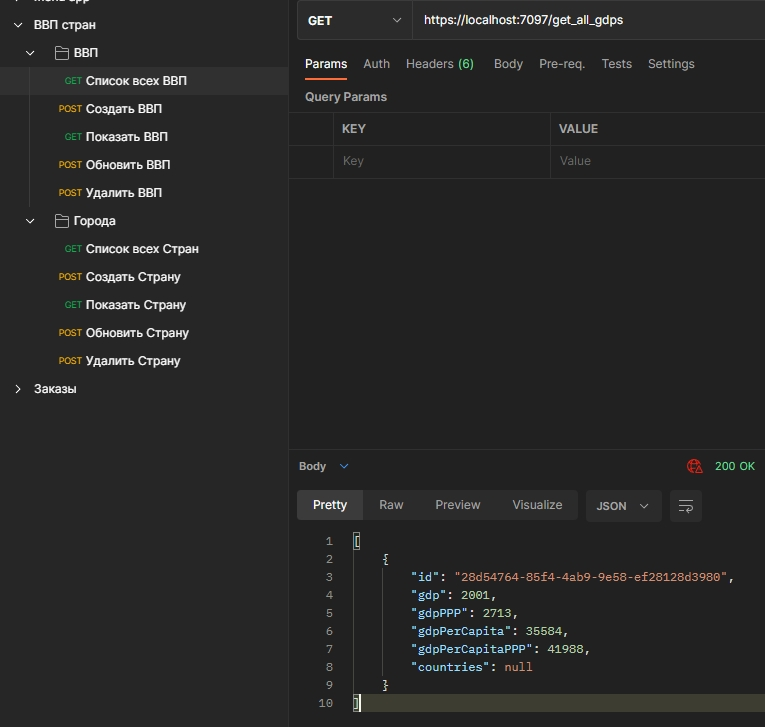 ВВП стран
ВВП
GET Список всех ВВП
POST Создать ВВП
GET Показать ВВП
POST Обновить ВВП
POST Удалить ВВП
Города
GET Список всех Стран
POST Создать Страну
GET Показать Страну
POST Обновить Страну
POST Удалить Страну
Заказы
GET https://localhost:7097/get_all_gdps
Params Auth Headers (6) Body Pre-req. Tests Settings
Query Params
KEY VALUE
Key Value
Body 200 OK
Pretty Raw Preview Visualize JSON
1 [
2 {
3 "id": "28d54764-85f4-4ab9-9e58-ef28128d3980",
4 "gdp": 2001,
5 "gdpPPP": 2713,
6 "gdpPerCapita": 35584,
7 "gdpPerCapitaPPP": 41988,
8 "countries": null
9 }
10 ]